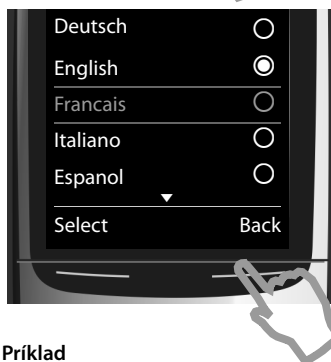 Deutsch
English
Francais
Italiano
Espanol
Select Back
Príklad